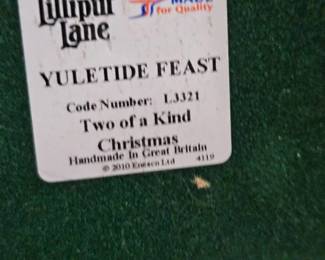 Lilliput
Lane
MADE
for Quality
YULETIDE FEAST
Code Number: L3321
Two of a Kind
Christmas
Handmade In Great Britain
© 2010 Enesco Ltd 4119